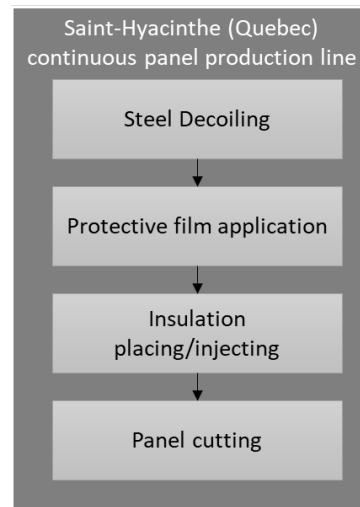 Saint-Hyacinthe (Quebec)
continuous panel production line
Steel Decoiling
Protective film application
Insulation
placing/injecting
Panel cutting